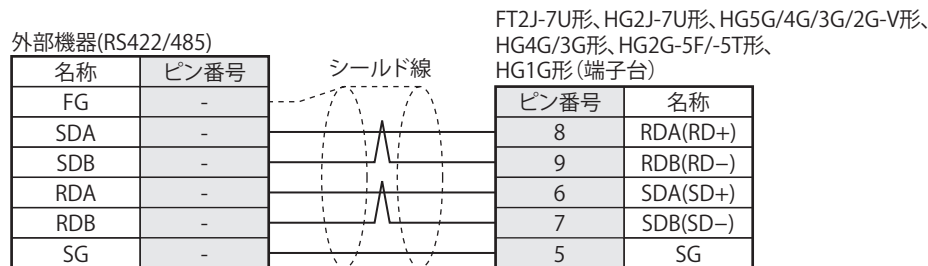 FT2J-7U形、HG2J-7U形、HG5G/4G/3G/2G-V形、
HG4G/3G形、HG2G-5F/-5T形、
HG1G形(端子台)
外部機器(RS422/485)
シールド線
名称 ピン番号
FG -
SDA -
SDB -
RDA -
RDB -
SG -
ピン番号 名称
8 RDA(RD+)
9 RDB(RD−)
6 SDA(SD+)
7 SDB(SD−)
5 SG